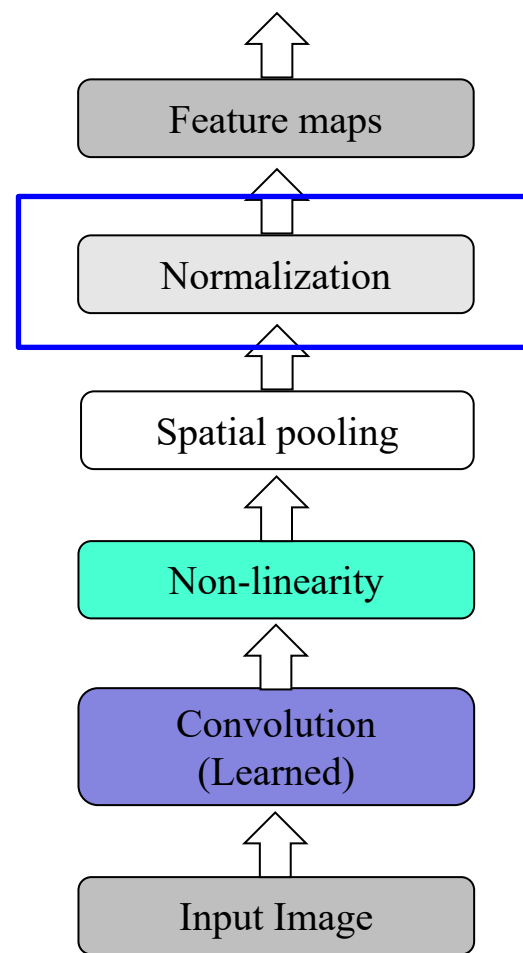 Feature maps
Normalization
Spatial pooling
Non-linearity
Convolution
(Learned)
Input Image